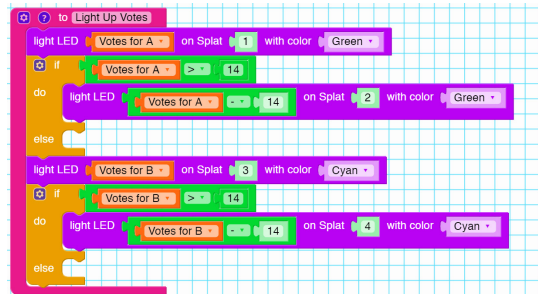 ? to Light Up Votes
light LED Votes for A on Splat 1 with color Green
if Votes for A > 14
do light LED Votes for A - 14 on Splat 2 with color Green
else
light LED Votes for B on Splat 3 with color Cyan
if Votes for B > 14
do light LED Votes for B - 14 on Splat 4 with color Cyan
else